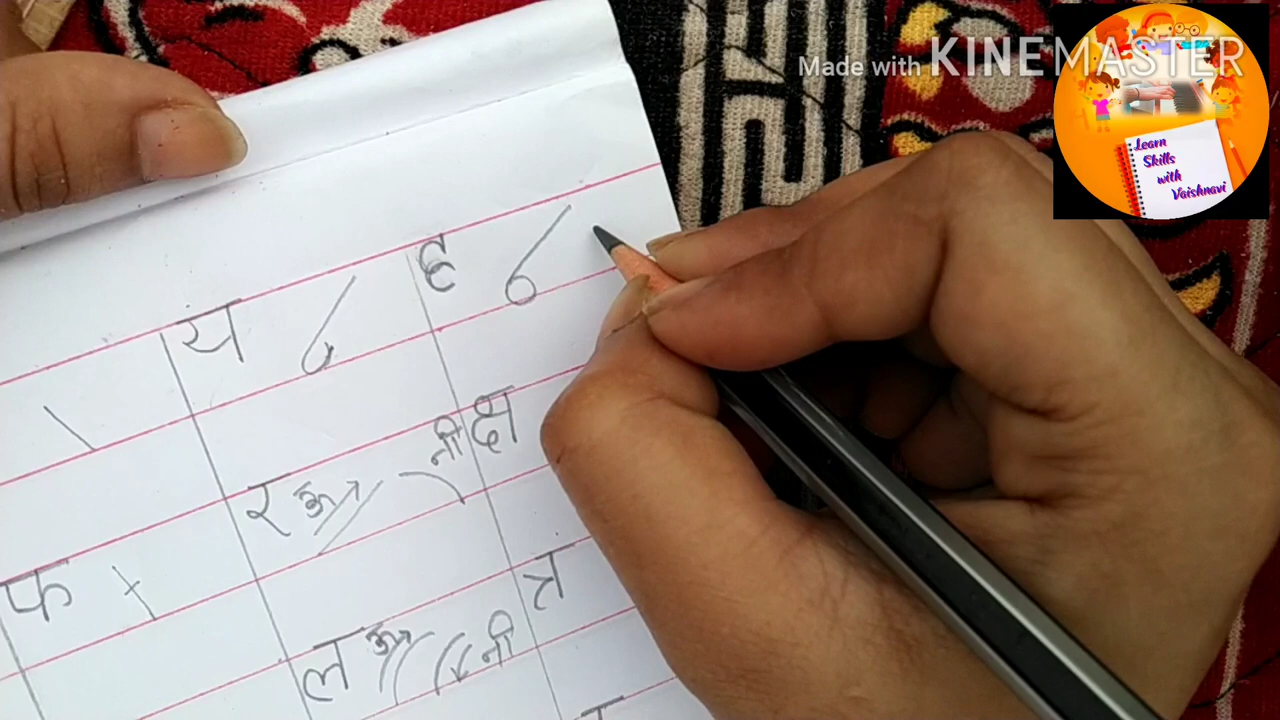 Made with KINEMASTER
Learn
Skills
with
Vaishnavi
य ह
र ऊ नी क्ष
फ
ल ऊ नी त्र